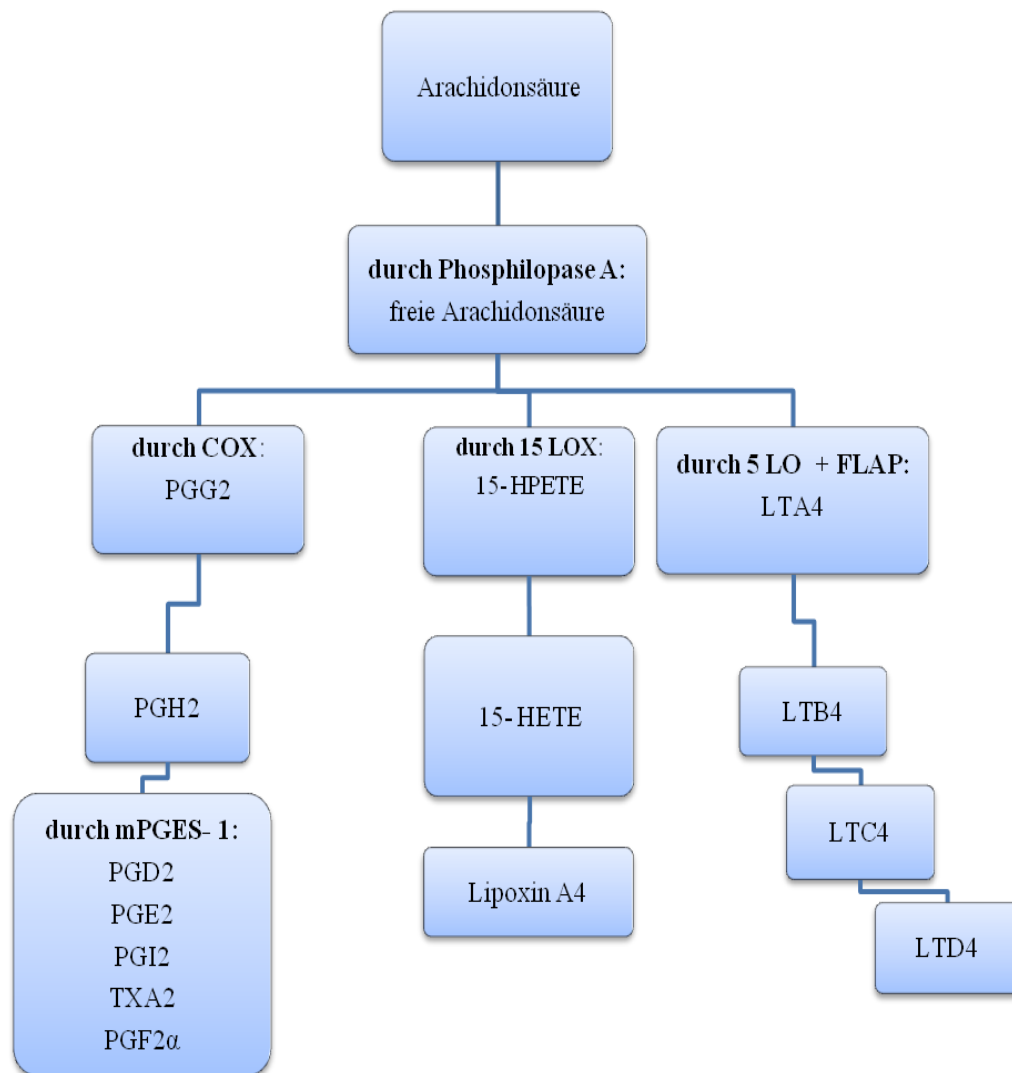 Arachidonsäure
durch Phosphilopase A:
freie Arachidonsäure
durch COX:
PGG2
durch 15 LOX:
15- HPETE
durch 5 LO + FLAP:
LTA4
PGH2
15- HETE
LTB4
durch mPGES- 1:
PGD2
PGE2
PGI2
TXA2
PGF2α
Lipoxin A4
LTC4
LTD4